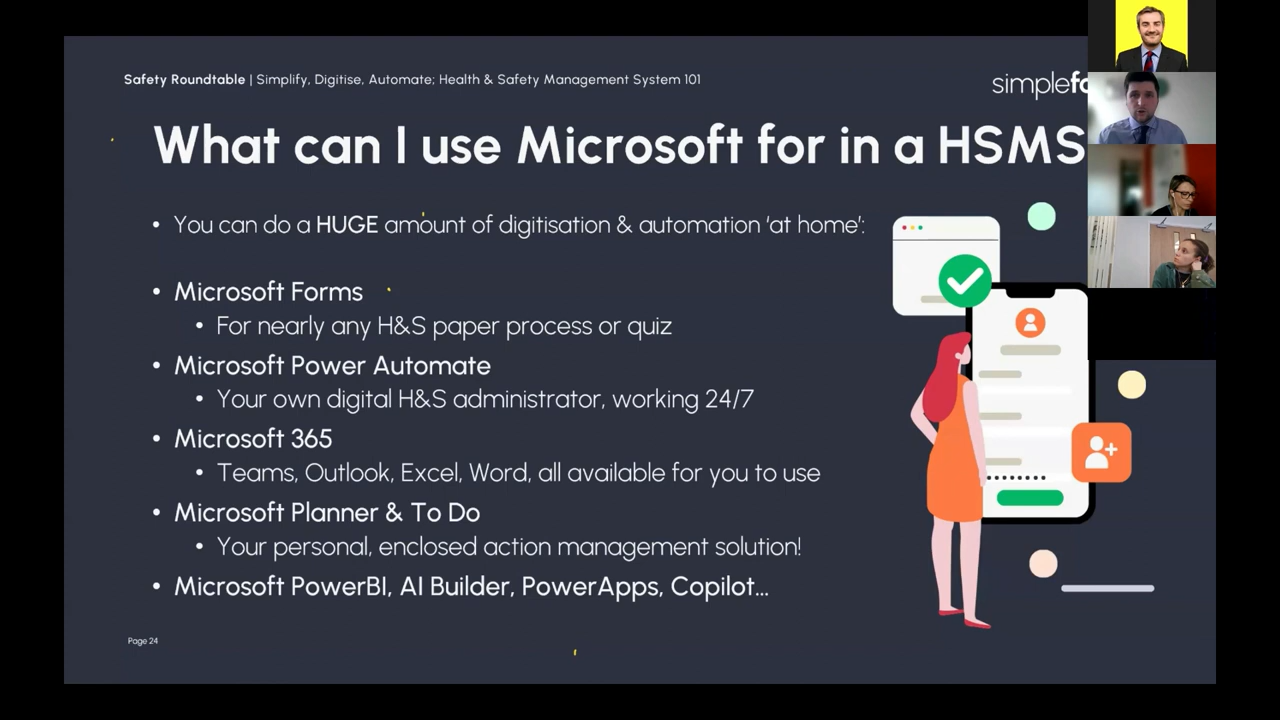 Safety Roundtable | Simplify, Digitise, Automate; Health & Safety Management System 101
simplefo
What can I use Microsoft for in a HSMS
• You can do a HUGE amount of digitisation & automation ‘at home’:
• Microsoft Forms
• For nearly any H&S paper process or quiz
• Microsoft Power Automate
• Your own digital H&S administrator, working 24/7
• Microsoft 365
• Teams, Outlook, Excel, Word, all available for you to use
• Microsoft Planner & To Do
• Your personal, enclosed action management solution!
• Microsoft PowerBI, AI Builder, PowerApps, Copilot...
Page 24